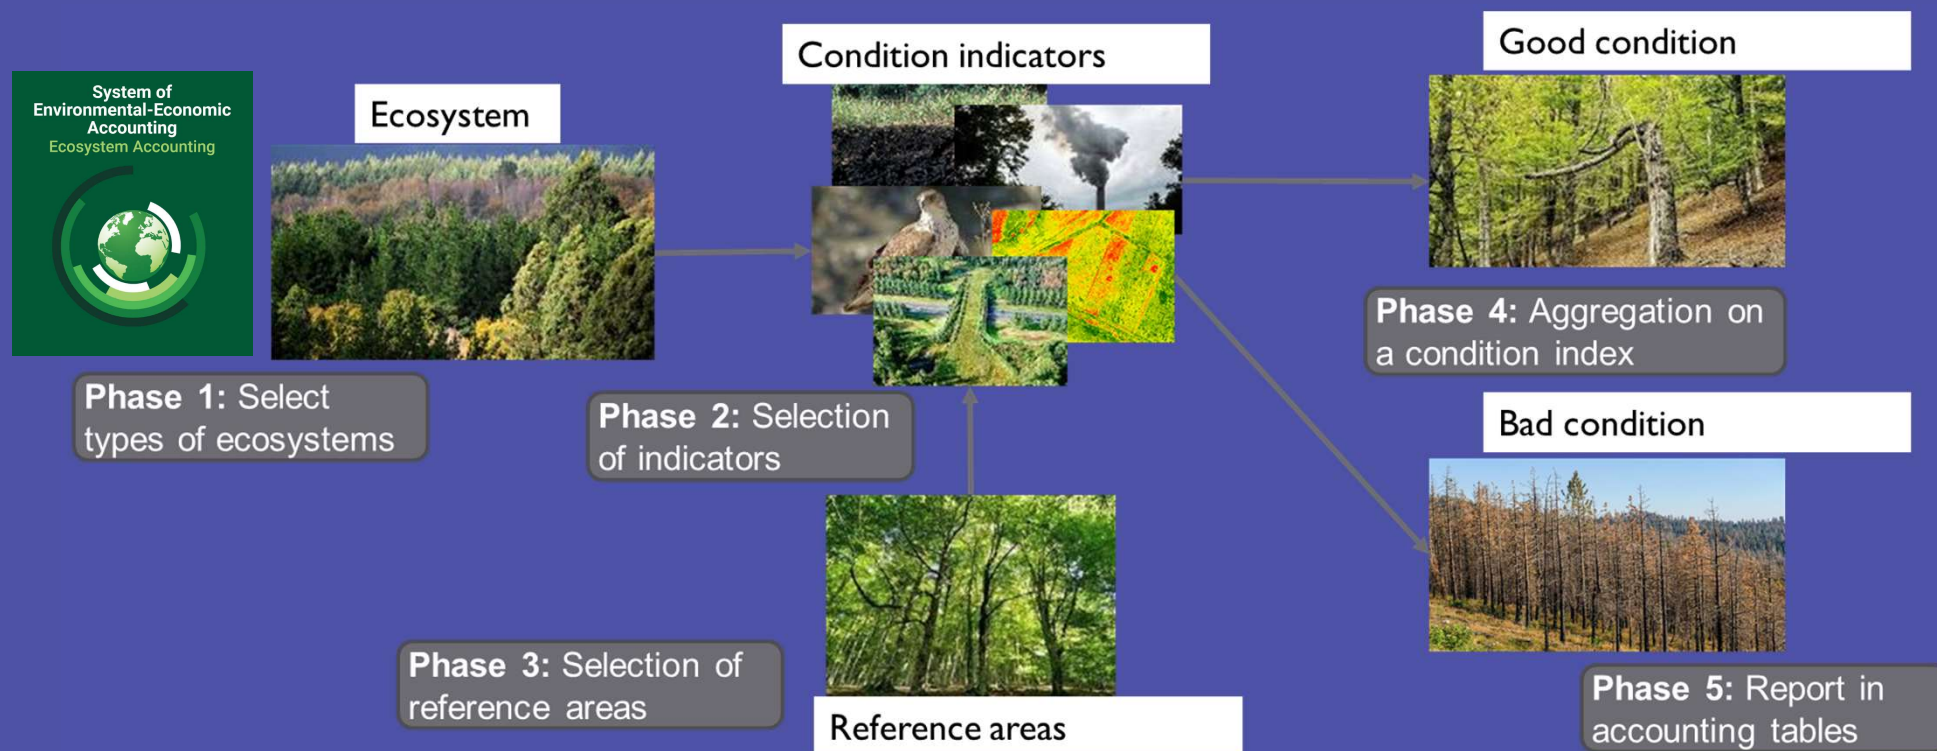 System of
Environmental-Economic
Accounting
Ecosystem Accounting
Ecosystem
Phase 1: Select
types of ecosystems
Condition indicators
Phase 2: Selection
of indicators
Phase 3: Selection of
reference areas
Reference areas
Good condition
Phase 4: Aggregation on
a condition index
Bad condition
Phase 5: Report in
accounting tables